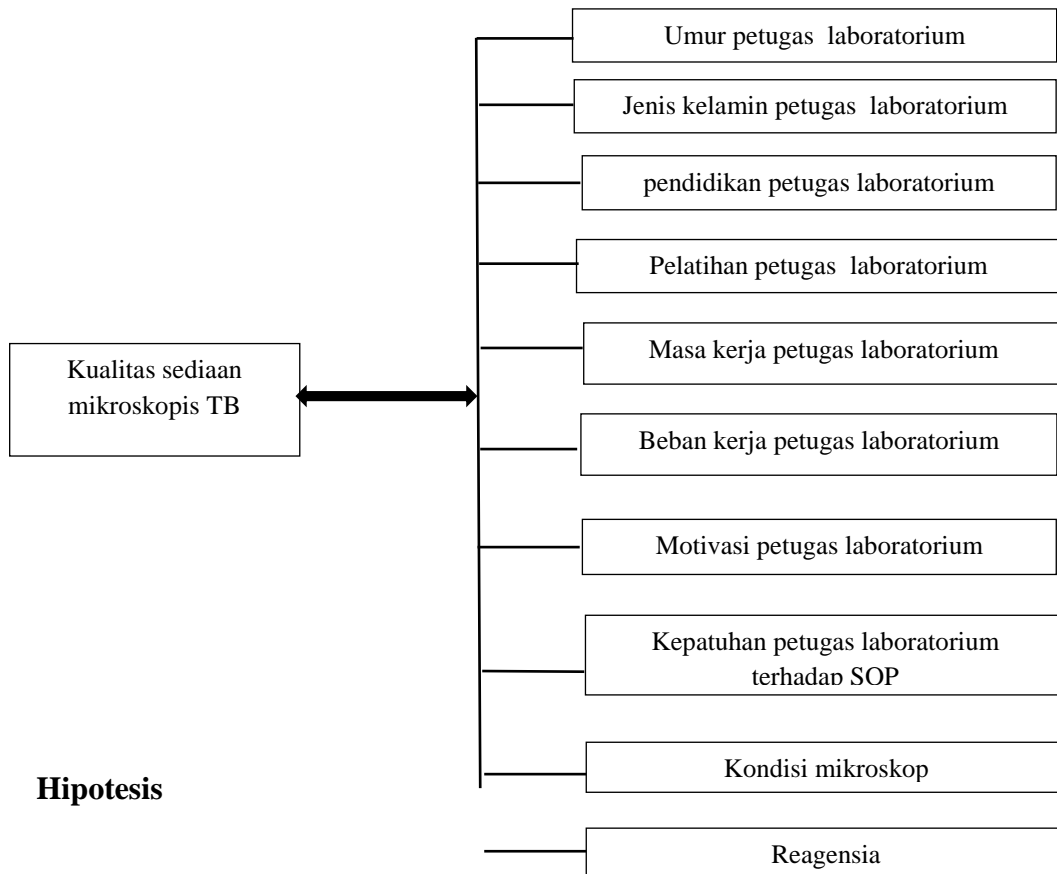 Umur petugas laboratorium
Jenis kelamin petugas laboratorium
pendidikan petugas laboratorium
Pelatihan petugas laboratorium
Masa kerja petugas laboratorium
Kualitas sediaan
mikroskopis TB
Beban kerja petugas laboratorium
Motivasi petugas laboratorium
Kepatuhan petugas laboratorium
terhadap SOP
Kondisi mikroskop
Hipotesis
Reagensia